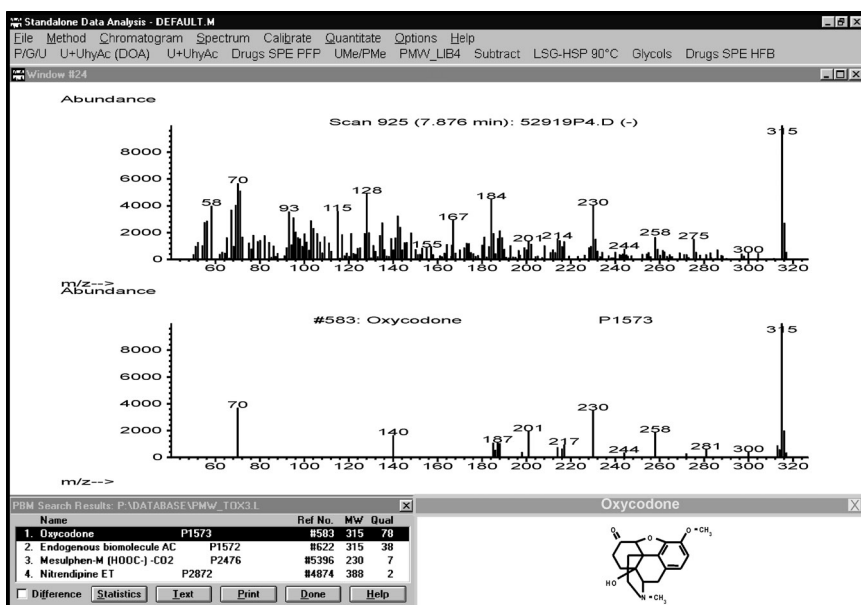 Standalone Data Analysis - DEFAULT.M
File Method Chromatogram Spectrum Calibrate Quantitate Options Help
P/G/U U+UhyAc (DOA) U+UhyAc Drugs SPE PFP UMe/PMe PMW_LIB4 Subtract LSG-HSP 90°C Glycols Drugs SPE HFB
Window #24
Abundance
Scan 925 (7.876 min): 52919P4.D (-)
315
8000
6000
70
58
128
184
4000
93
115
230
167
2000
155
201
214
244
258
275
300
0
60 80 100 120 140 160 180 200 220 240 260 280 300 320
m/z-->
Abundance
#583: Oxycodone P1573
315
8000
6000
4000
70
230
2000
140
187
201
217
244
258
281
300
0
60 80 100 120 140 160 180 200 220 240 260 280 300 320
m/z-->
PBM Search Results: P:\DATABASE\PMW_TOX3.L
Name Ref No. MW Qual
1. Oxycodone P1573 #583 315 78
2. Endogenous biomolecule AC P1572 #622 315 38
3. Mesulphen-M (HOOC-) -CO2 P2476 #5396 230 7
4. Nitrendipine ET P2872 #4874 388 2
Difference Statistics Text Print Done Help
Oxycodone
O
O
O-CH₃
HO
N-CH₃